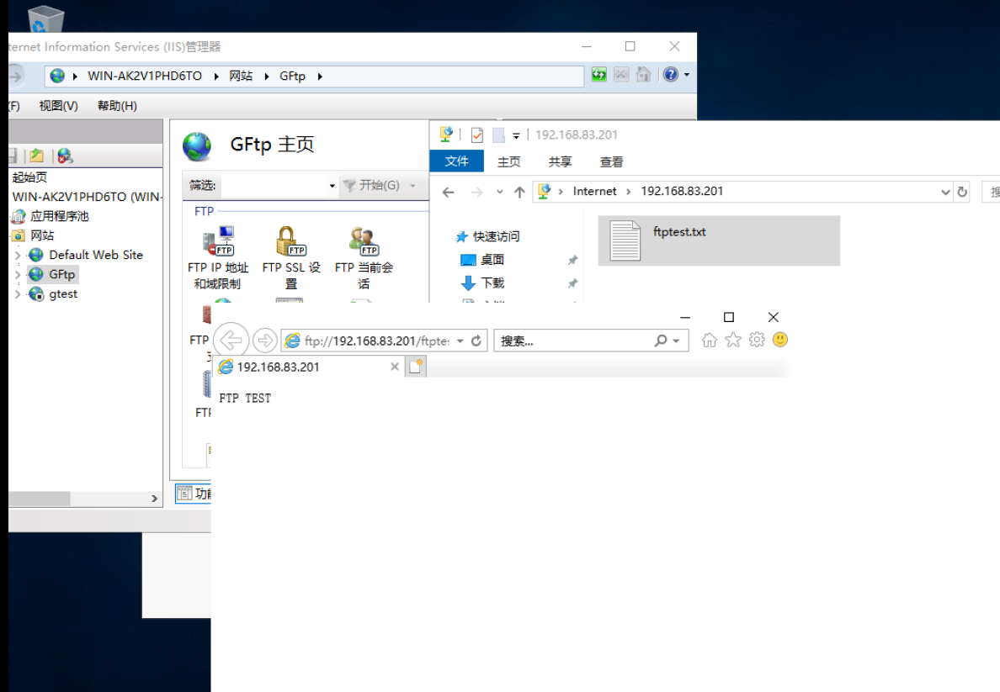 ternet Information Services (IIS)管理器
WIN-AK2V1PHD6TO
网站
GFtp
(F)
视图(V)
帮助(H)
起始页
WIN-AK2V1PHD6TO (WIN-
应用程序池
网站
Default Web Site
GFtp
gtest
GFtp 主页
筛选:
开始(G)
FTP
FTP IP 地址
和域限制
FTP SSL 设
置
FTP 当前会
话
FTP
功能
192.168.83.201
文件
主页
共享
查看
Internet
192.168.83.201
搜
快速访问
桌面
下载
ftptest.txt
ftp://192.168.83.201/ftpte
搜索...
192.168.83.201
FTP TEST